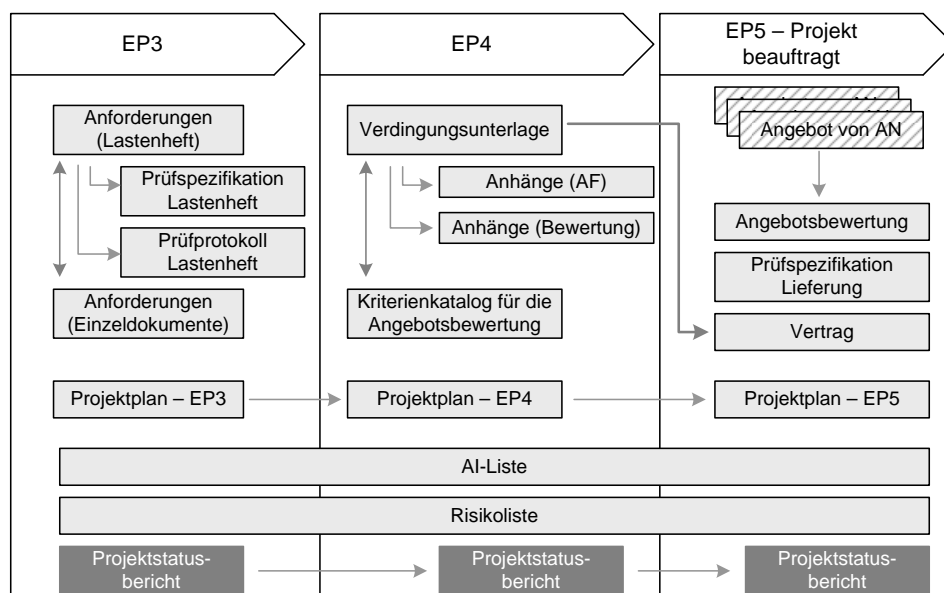 EP3
EP4
EP5 – Projekt
beauftragt
Anforderungen
(Lastenheft)
Prüfspezifikation
Lastenheft
Prüfprotokoll
Lastenheft
Anforderungen
(Einzeldokumente)
Verdingungsunterlage
Anhänge (AF)
Anhänge (Bewertung)
Kriterienkatalog für die
Angebotsbewertung
Angebot von AN
Angebotsbewertung
Prüfspezifikation
Lieferung
Vertrag
Projektplan – EP3
Projektplan – EP4
Projektplan – EP5
AI-Liste
Risikoliste
Projektstatus-
bericht
Projektstatus-
bericht
Projektstatus-
bericht